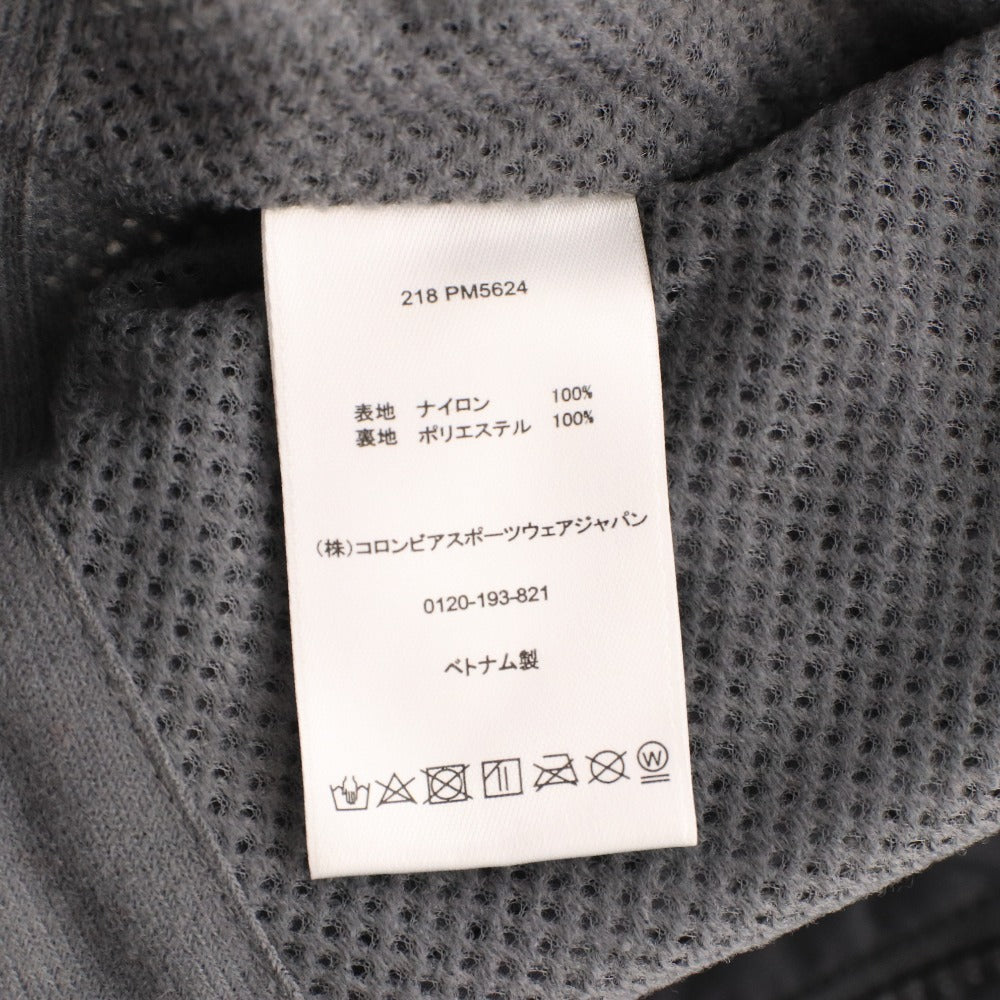 218 PM5624
表地 ナイロン 100%
裏地 ポリエステル 100%
(株)コロンビアスポーツウェアジャパン
0120-193-821
ベトナム製
W